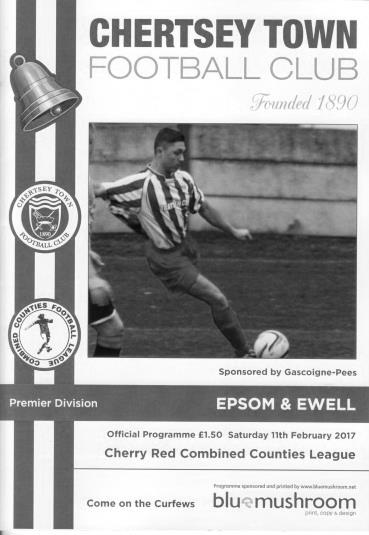 CHERTSEY TOWN
FOOTBALL CLUB
Founded 1890
CHERTSEY TOWN
1890
FOOTBALL CLUB
COMBINED COUNTIES FOOTBALL LEAGUE
Sponsored by Gascoigne-Pees
Premier Division
EPSOM & EWELL
Official Programme £1.50 Saturday 11th February 2017
Cherry Red Combined Counties League
Programme sponsored and printed by www.bluemushroom.net
Come on the Curfews
bluemushroom
print, copy & design